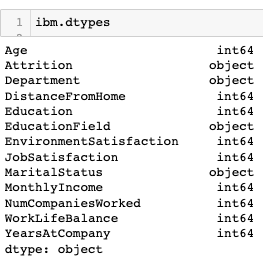 1 ibm.dtypes
Age int64
Attrition object
Department object
DistanceFromHome int64
Education int64
EducationField object
EnvironmentSatisfaction int64
JobSatisfaction int64
MaritalStatus object
MonthlyIncome int64
NumCompaniesWorked int64
WorkLifeBalance int64
YearsAtCompany int64
dtype: object